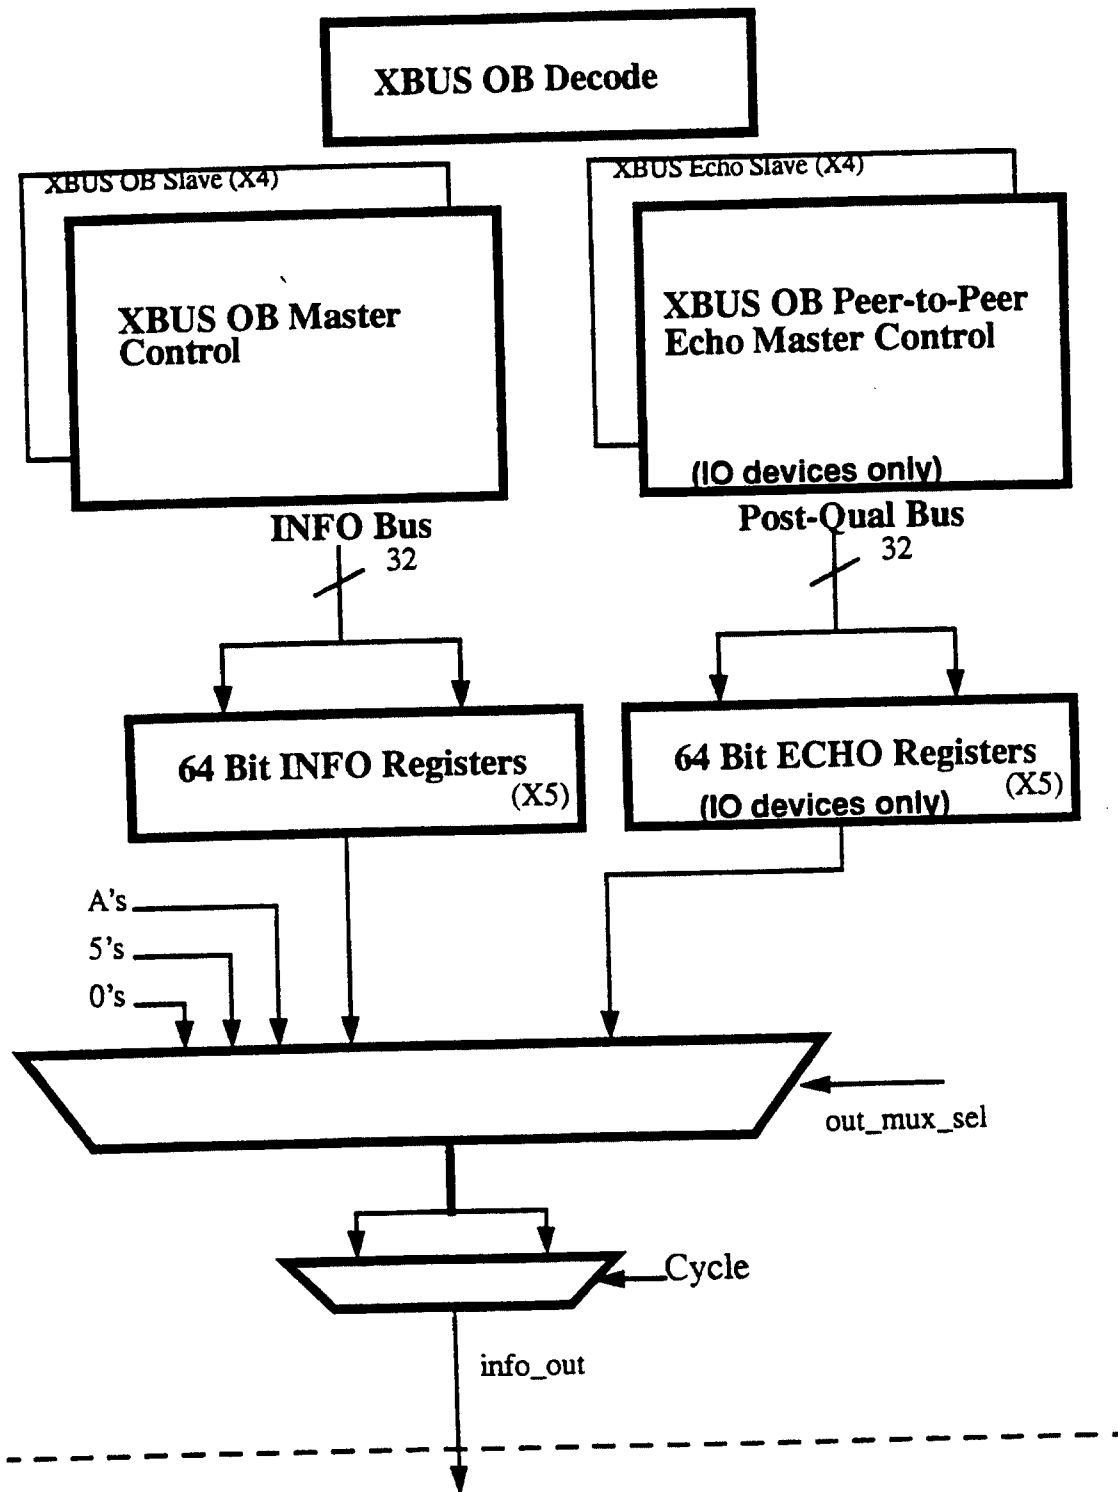 XBUS OB Decode
XBUS OB Slave (X4)
XBUS Echo Slave (X4)
XBUS OB Master
Control
XBUS OB Peer-to-Peer
Echo Master Control
(IO devices only)
INFO Bus
32
Post-Qual Bus
32
64 Bit INFO Registers
(X5)
64 Bit ECHO Registers
(X5)
(IO devices only)
A's
5's
0's
out_mux_sel
Cycle
info_out